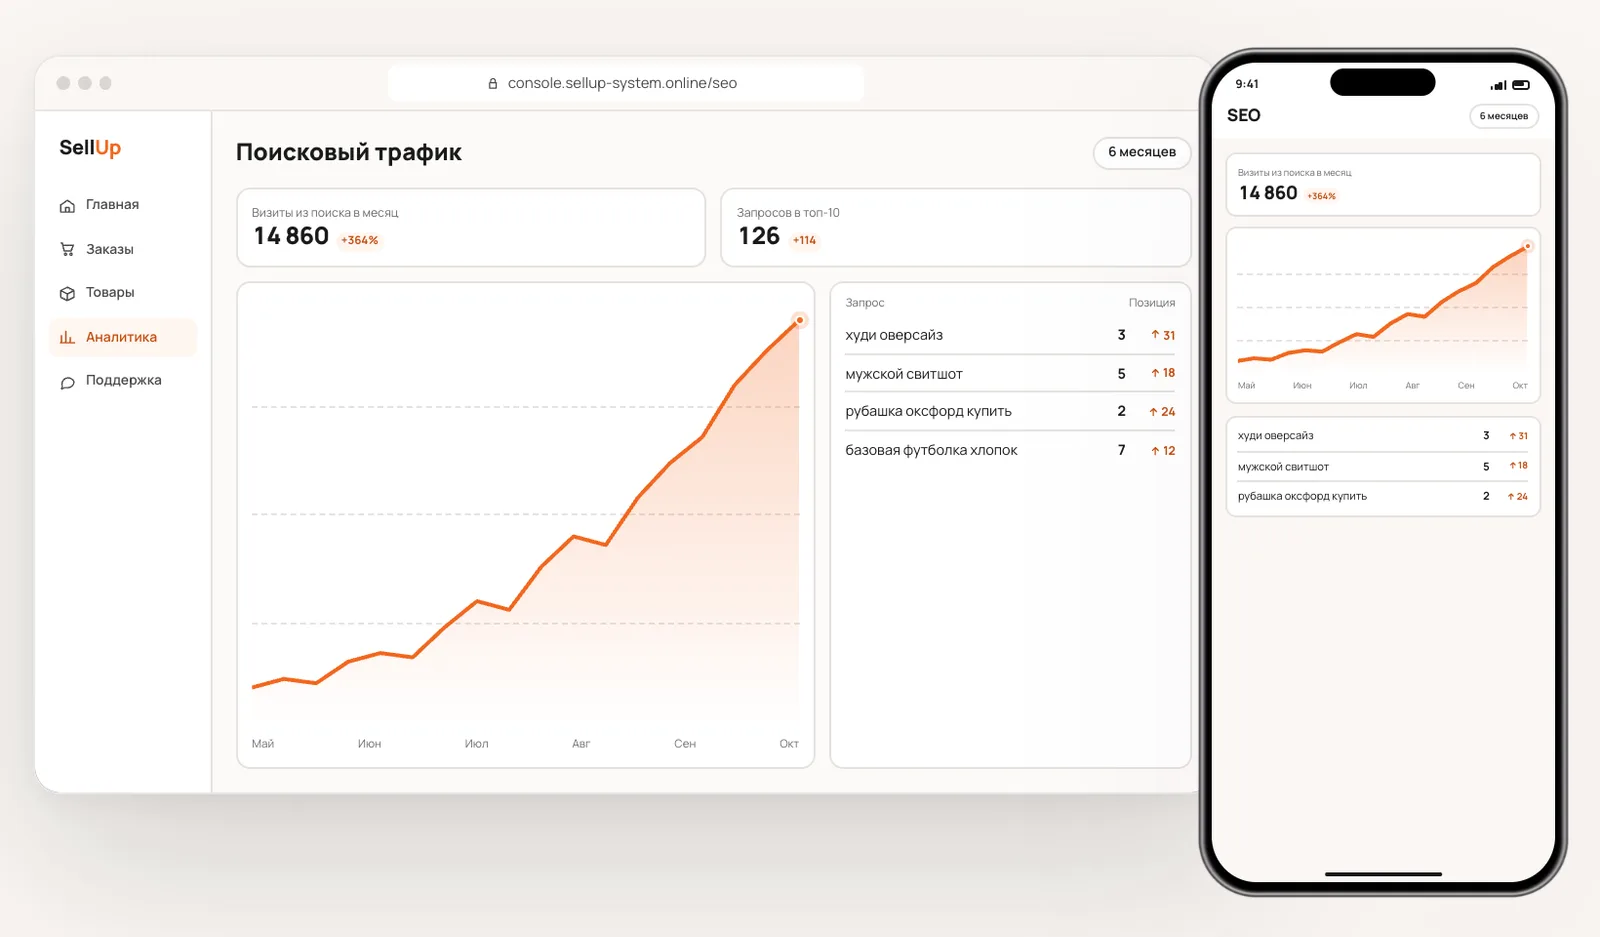 console.sellup-system.online/seo
SellUp
Главная
Заказы
Товары
Аналитика
Поддержка
Поисковый трафик
6 месяцев
Визиты из поиска в месяц
14 860 +364%
Запросов в топ-10
126 +114
Май Июн Июл Авг Сен Окт
Запрос Позиция
худи оверсайз 3 ↑ 31
мужской свитшот 5 ↑ 18
рубашка оксфорд купить 2 ↑ 24
базовая футболка хлопок 7 ↑ 12
9:41
SEO
6 месяцев
Визиты из поиска в месяц
14 860 +364%
Май Июн Июл Авг Сен Окт
худи оверсайз 3 ↑ 31
мужской свитшот 5 ↑ 18
рубашка оксфорд купить 2 ↑ 24